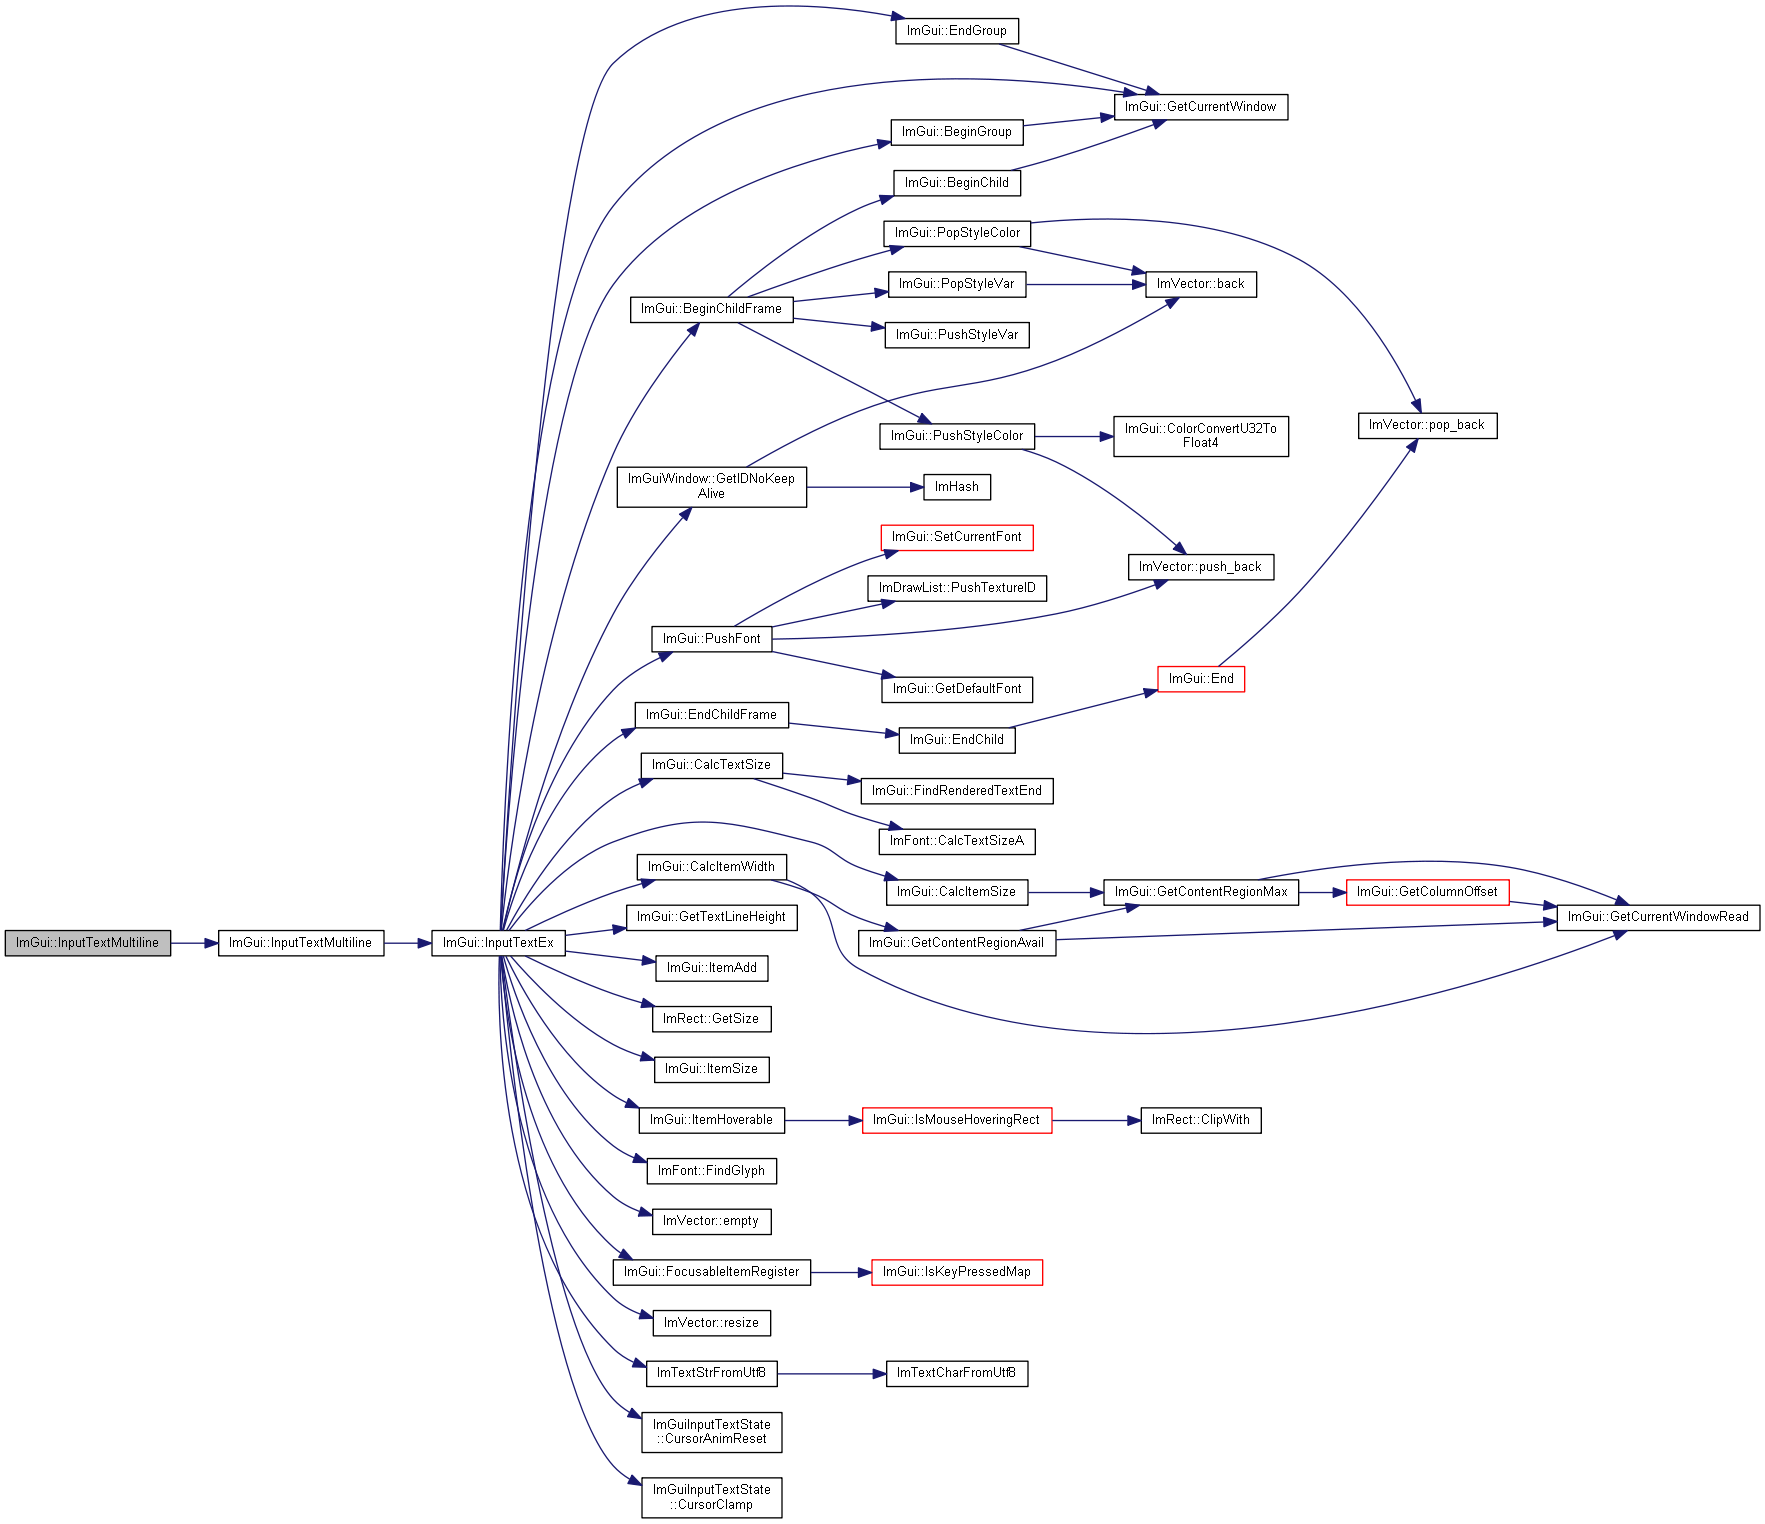 ImGui::EndGroup
ImGui::GetCurrentWindow
ImGui::BeginGroup
ImGui::BeginChild
ImGui::PopStyleColor
ImGui::PopStyleVar
ImVector::back
ImGui::BeginChildFrame
ImGui::PushStyleVar
ImVector::pop_back
ImGui::PushStyleColor
ImGui::ColorConvertU32To
Float4
ImGuiWindow::GetIDNoKeep
Alive
ImHash
ImGui::SetCurrentFont
ImVector::push_back
ImDrawList::PushTextureID
ImGui::PushFont
ImGui::GetDefaultFont
ImGui::End
ImGui::EndChildFrame
ImGui::EndChild
ImGui::CalcTextSize
ImGui::FindRenderedTextEnd
ImFont::CalcTextSizeA
ImGui::CalcItemWidth
ImGui::CalcItemSize
ImGui::GetContentRegionMax
ImGui::GetColumnOffset
ImGui::GetTextLineHeight
ImGui::GetCurrentWindowRead
ImGui::InputTextMultiline
ImGui::InputTextMultiline
ImGui::InputTextEx
ImGui::GetContentRegionAvail
ImGui::ItemAdd
ImRect::GetSize
ImGui::ItemSize
ImGui::ItemHoverable
ImGui::IsMouseHoveringRect
ImRect::ClipWith
ImFont::FindGlyph
ImVector::empty
ImGui::FocusableItemRegister
ImGui::IsKeyPressedMap
ImVector::resize
ImTextStrFromUtf8
ImTextCharFromUtf8
ImGuiInputTextState
::CursorAnimReset
ImGuiInputTextState
::CursorClamp